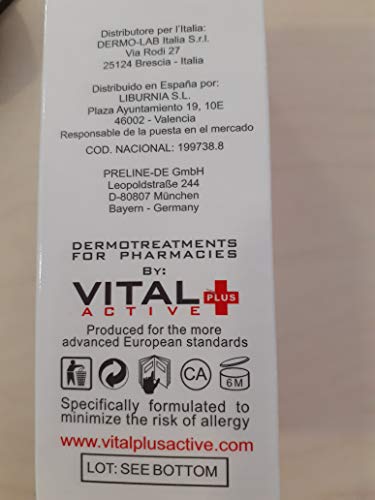 Distributore per l'Italia:
DERMO-LAB Italia S.r.l.
Via Rodi 27
25124 Brescia - Italia
Distribuido en España por:
LIBURNIA S.L.
Plaza Ayuntamiento 19, 10E
46002 - Valencia
Responsable de la puesta en el mercado
COD. NACIONAL: 199738.8
PRELINE-DE GmbH
Leopoldstraße 244
D-80807 München
Bayern - Germany
DERMOTREATMENTS
FOR PHARMACIES
BY:
VITAL PLUS
ACTIVE
Produced for the more
advanced European standards
CA 6M
Specifically formulated to
minimize the risk of allergy
www.vitalplusactive.com
LOT: SEE BOTTOM